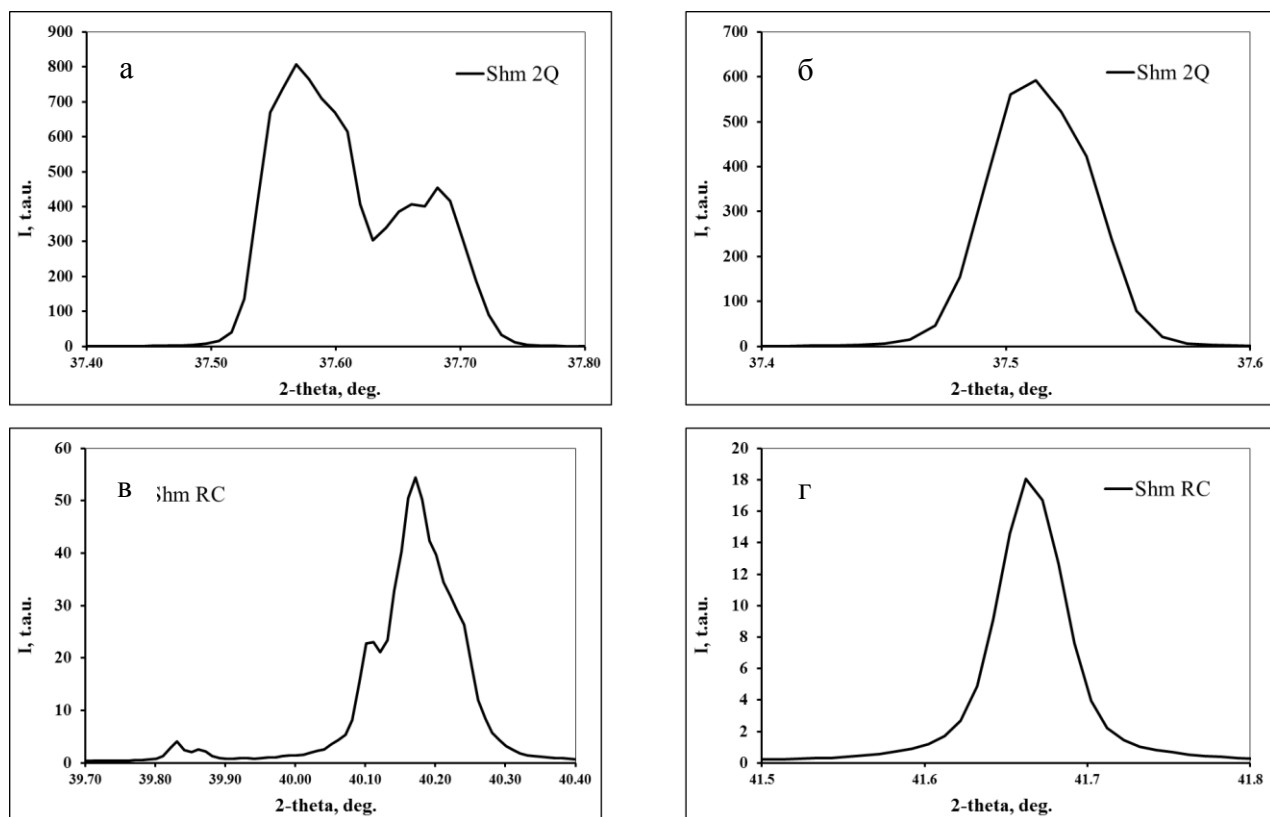 900
800
700
600
500
400
300
200
100
0
I, t.a.u.
а
Shm 2Q
37.40 37.50 37.60 37.70 37.80
2-theta, deg.
700
600
500
400
300
200
100
0
I, t.a.u.
б
Shm 2Q
37.4 37.5 37.6
2-theta, deg.
60
50
40
30
20
10
0
I, t.a.u.
в
Shm RC
39.70 39.80 39.90 40.00 40.10 40.20 40.30 40.40
2-theta, deg.
20
18
16
14
12
10
8
6
4
2
0
I, t.a.u.
г
Shm RC
41.5 41.6 41.7 41.8
2-theta, deg.